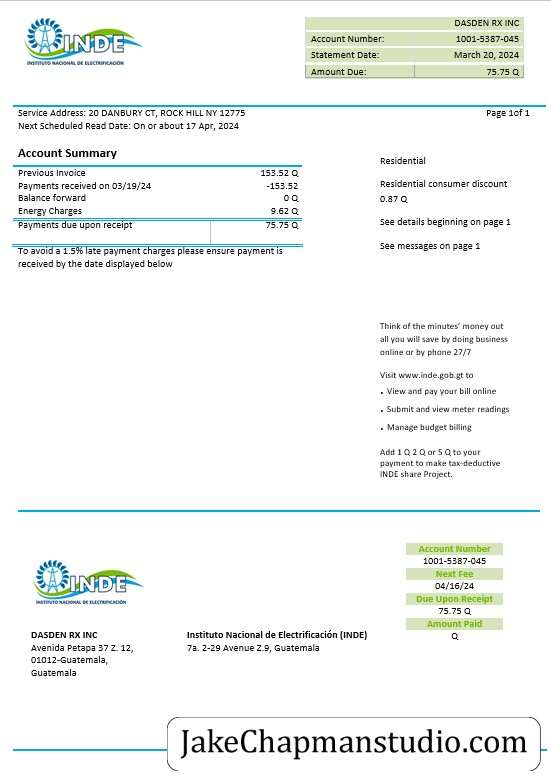 INDE
INSTITUTO NACIONAL DE ELECTRIFICACIÓN
DASDEN RX INC
Account Number: 1001-5387-045
Statement Date: March 20, 2024
Amount Due: 75.75 Q
Service Address: 20 DANBURY CT, ROCK HILL NY 12775
Page 1of 1
Next Scheduled Read Date: On or about 17 Apr, 2024
Account Summary
Previous Invoice 153.52 Q
Payments received on 03/19/24 -153.52
Balance forward 0 Q
Energy Charges 9.62 Q
Payments due upon receipt 75.75 Q
To avoid a 1.5% late payment charges please ensure payment is
received by the date displayed below
Residential
Residential consumer discount
0.87 Q
See details beginning on page 1
See messages on page 1
Think of the minutes' money out
all you will save by doing business
online or by phone 27/7
Visit www.inde.gob.gt to
• View and pay your bill online
• Submit and view meter readings
• Manage budget billing
Add 1 Q 2 Q or 5 Q to your
payment to make tax-deductive
INDE share Project.
INDE
INSTITUTO NACIONAL DE ELECTRIFICACIÓN
Account Number
1001-5387-045
Next Fee
04/16/24
Due Upon Receipt
75.75 Q
Amount Paid
Q
DASDEN RX INC
Avenida Petapa 37 Z. 12,
01012-Guatemala,
Guatemala
Instituto Nacional de Electrificación (INDE)
7a. 2-29 Avenue Z.9, Guatemala
JakeChapmanstudio.com